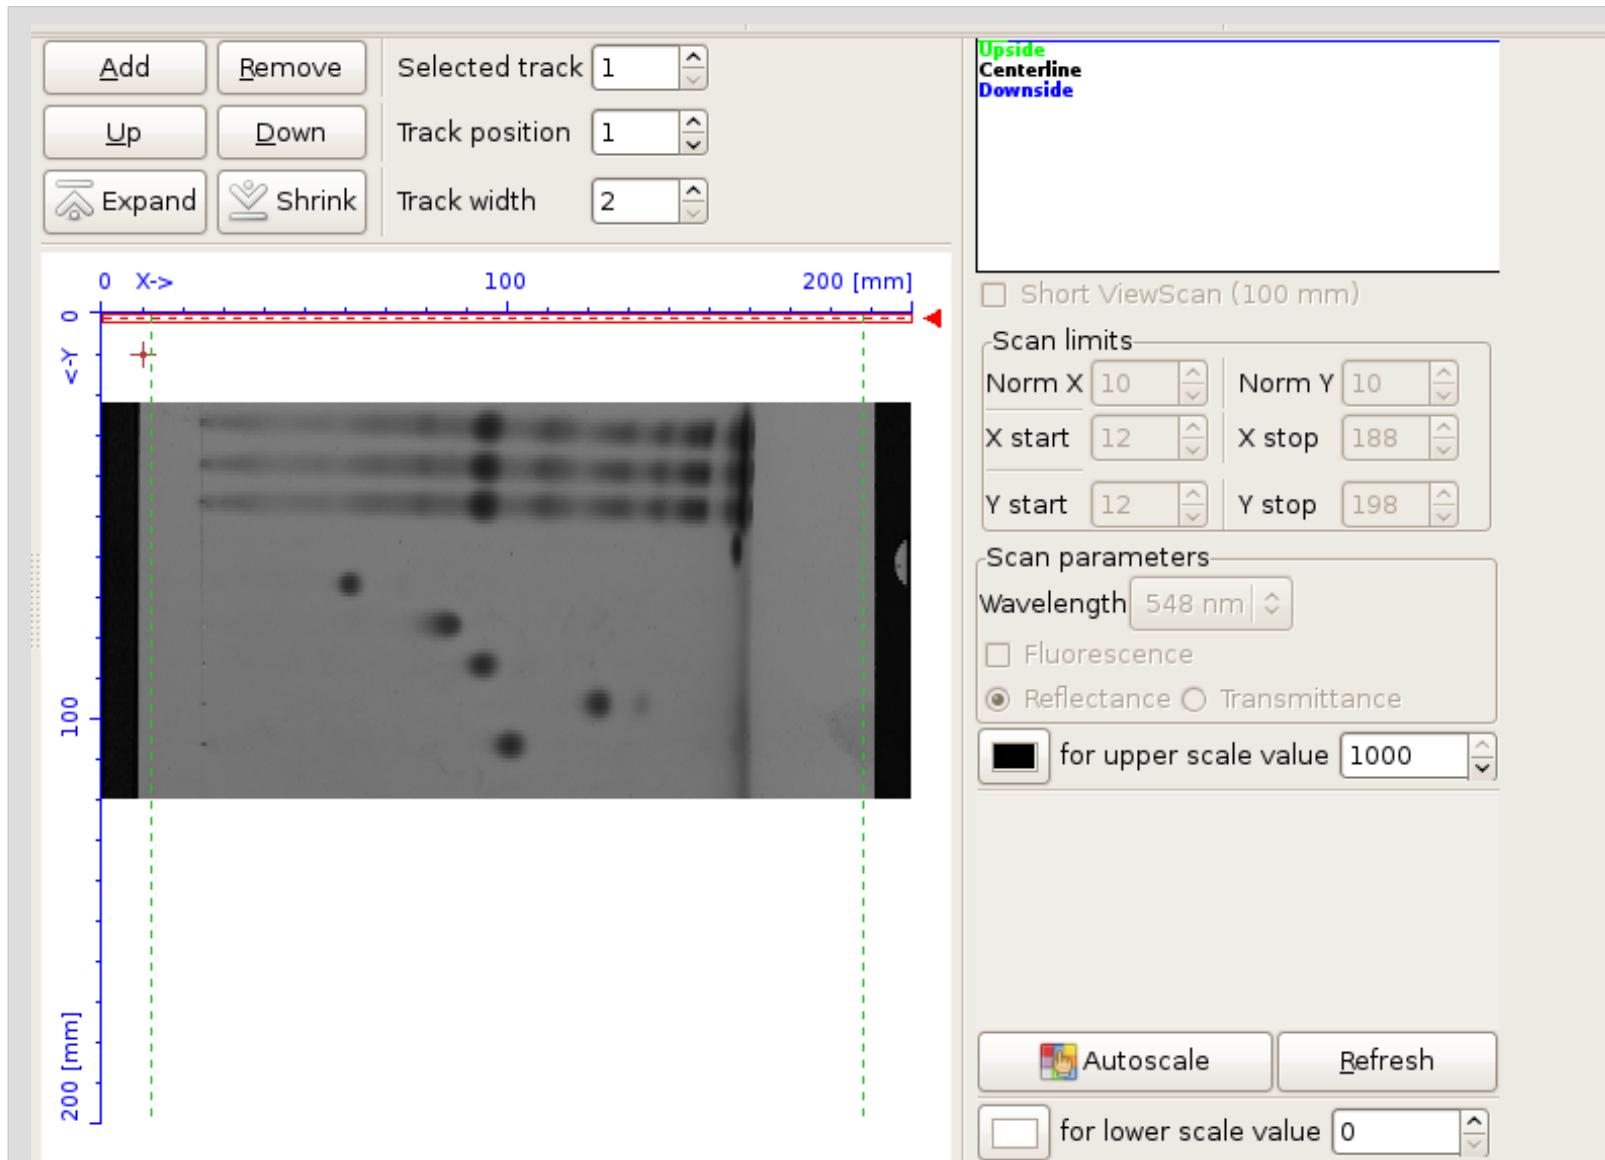 Add Remove Selected track 1
Up Down Track position 1
Expand Shrink Track width 2
0 X-> 100 200 [mm]
0
<-Y
100
200 [mm]
Upside
Centerline
Downside
Short ViewScan (100 mm)
Scan limits
Norm X 10 Norm Y 10
X start 12 X stop 188
Y start 12 Y stop 198
Scan parameters
Wavelength 548 nm
Fluorescence
Reflectance Transmittance
for upper scale value 1000
Autoscale Refresh
for lower scale value 0